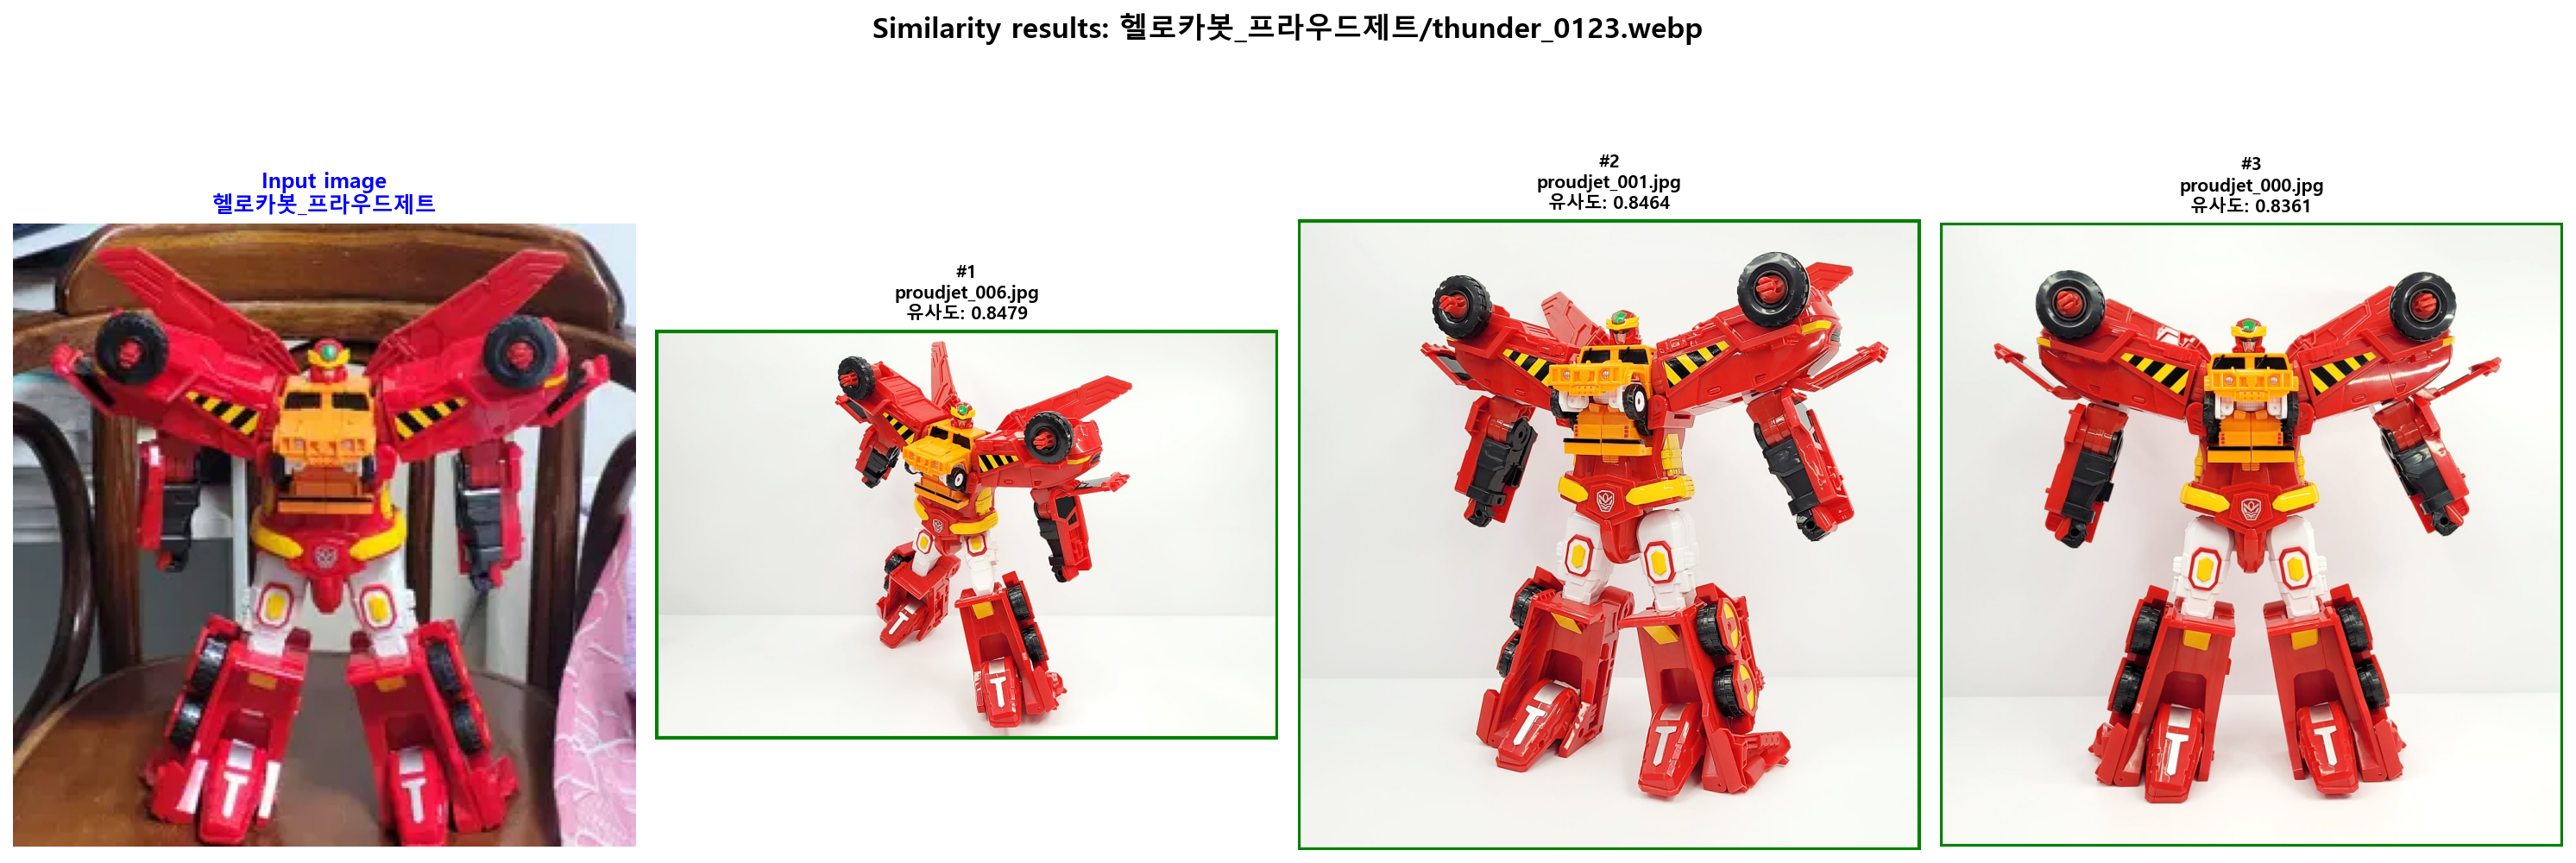 Similarity results: 헬로카봇_프라우드제트/thunder_0123.webp
Input image
헬로카봇_프라우드제트
#1
proudjet_006.jpg
유사도: 0.8479
#2
proudjet_001.jpg
유사도: 0.8464
#3
proudjet_000.jpg
유사도: 0.8361
T
T
T
T
T
T
T
T